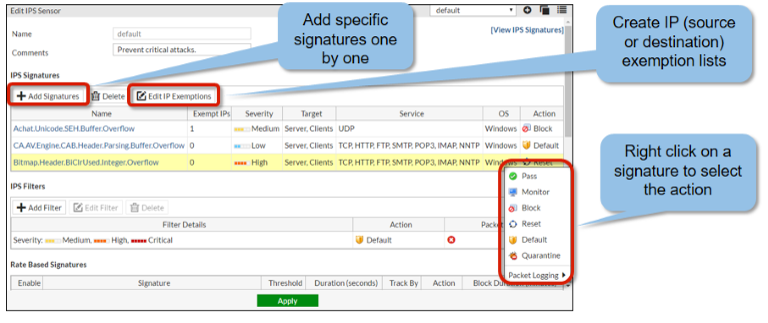 Edit IPS Sensor
default
Name
default
[View IPS Signatures]
Comments
Prevent critical attacks.
Add specific
signatures one
by one
Create IP (source
or destination)
exemption lists
IPS Signatures
Add Signatures Delete Edit IP Exemptions
Name Exempt IPs Severity Target Service OS Action
Achat.Unicode.SEH.Buffer.Overflow 1 Medium Server, Clients UDP Windows Block
CA.AV.Engine.CAB.Header.Parsing.Buffer.Overflow 0 Low Server, Clients TCP, HTTP, FTP, SMTP, POP3, IMAP, NNTP Windows Default
Bitmap.Header.BIClrUsed.Integer.Overflow 0 High Server, Clients TCP, HTTP, FTP, SMTP, POP3, IMAP, NNTP Windows Reset
Right click on a
signature to select
the action
Pass
Monitor
Block
Reset
Default
Quarantine
Packet Logging
IPS Filters
Add Filter Edit Filter Delete
Filter Details Action Packet
Severity: Medium, High, Critical Default
Rate Based Signatures
Enable Signature Threshold Duration (seconds) Track By Action Block
Apply